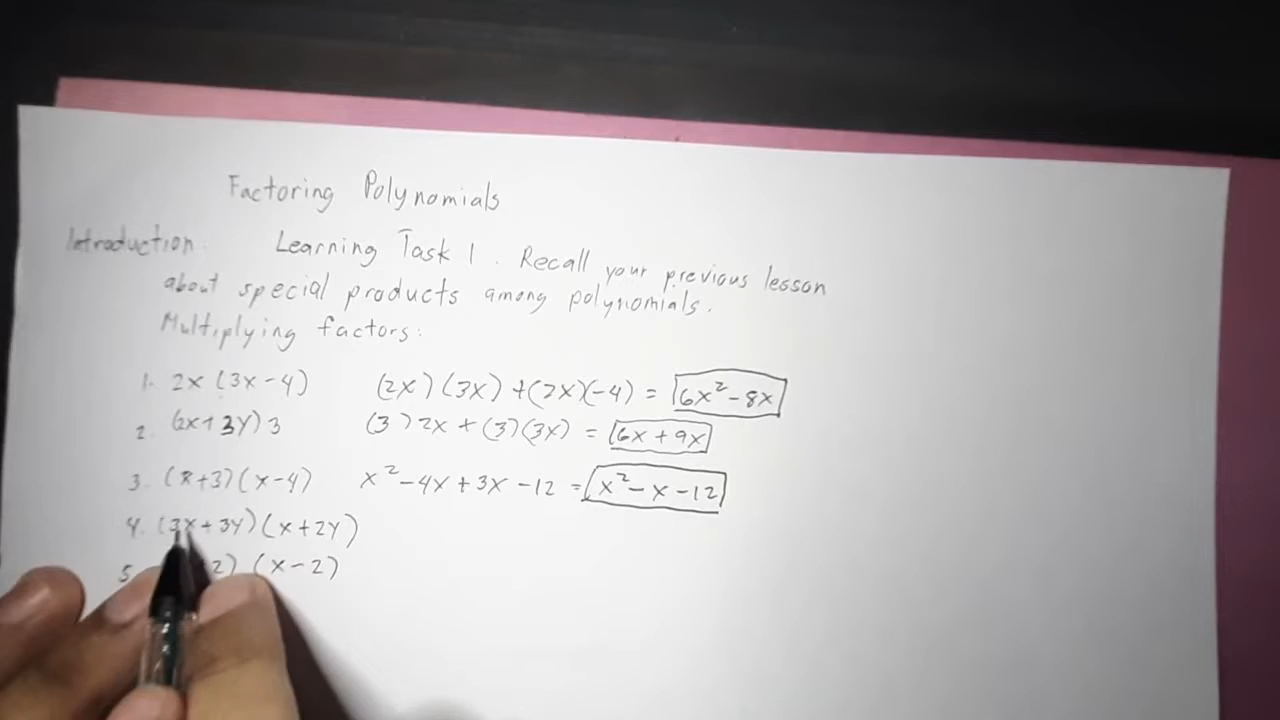 Factoring Polynomials
Introduction. Learning Task 1. Recall your previous lesson
about special products among polynomials.
Multiplying factors:
1. 2x (3x-4) (2x)(3x)+(2x)(-4) = 6x²-8x
2. (2x+3y)3 (3)2x+(3)(3x) = 6x+9x
3. (x+3)(x-4) x²-4x+3x-12 = x²-x-12
4. (3x+3y)(x+2y)
5. 2) (x-2)